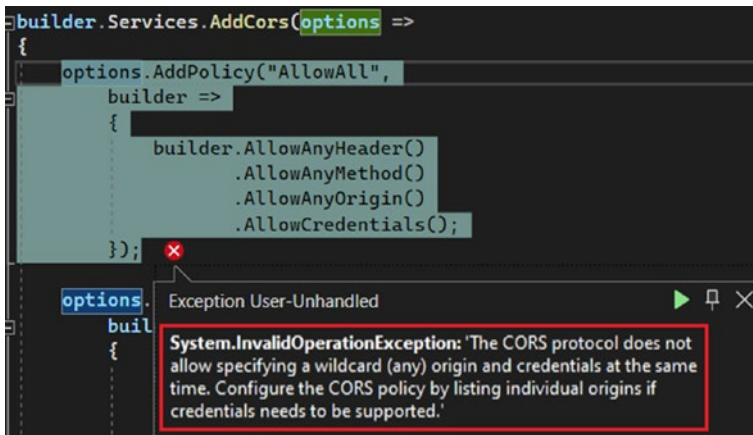 builder.Services.AddCors(options =>
{
options.AddPolicy("AllowAll",
builder =>
{
builder.AllowAnyHeader()
.AllowAnyMethod()
.AllowAnyOrigin()
.AllowCredentials();
});
options.
buil
{
Exception User-Unhandled
System.InvalidOperationException: 'The CORS protocol does not
allow specifying a wildcard (any) origin and credentials at the same
time. Configure the CORS policy by listing individual origins if
credentials needs to be supported.'